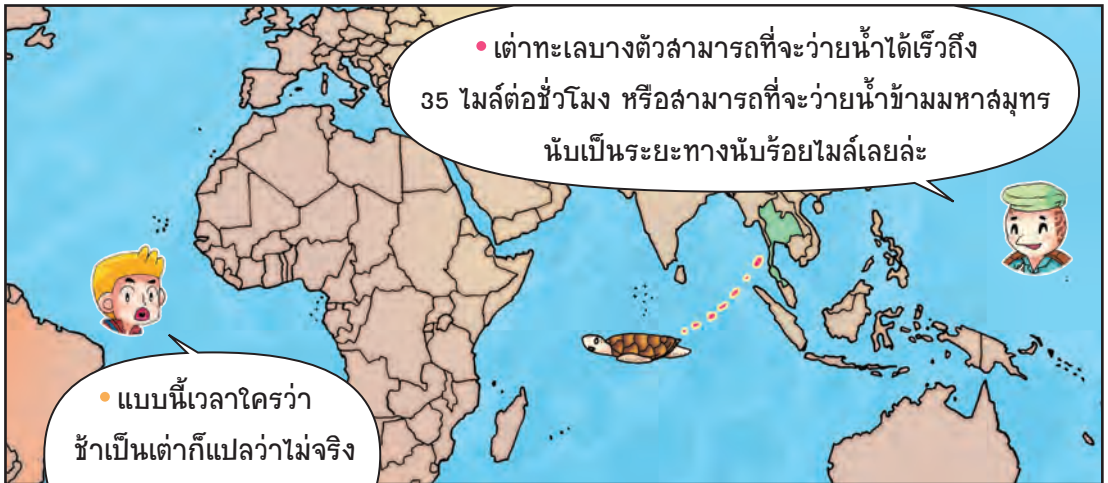 • เต่าทะเลบางตัวสามารถที่จะว่ายน้ำได้เร็วถึง
35 ไมล์ต่อชั่วโมง หรือสามารถที่จะว่ายน้ำข้ามมหาสมุทร
นับเป็นระยะทางนับร้อยไมล์เลยล่ะ
• แบบนี้เวลาใครว่า
ช้าเป็นเต่าก็แปลว่าไม่จริง